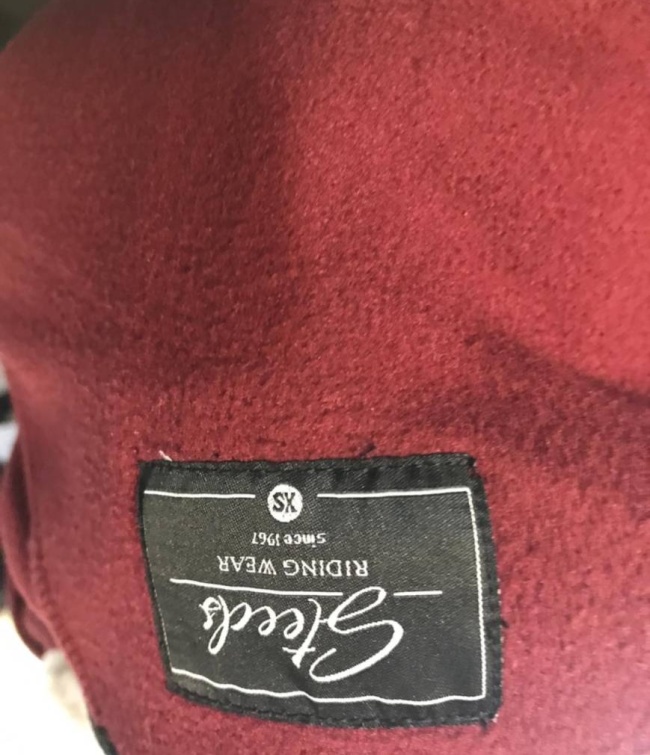 Steeds
RIDING WEAR
Since 1967
XS